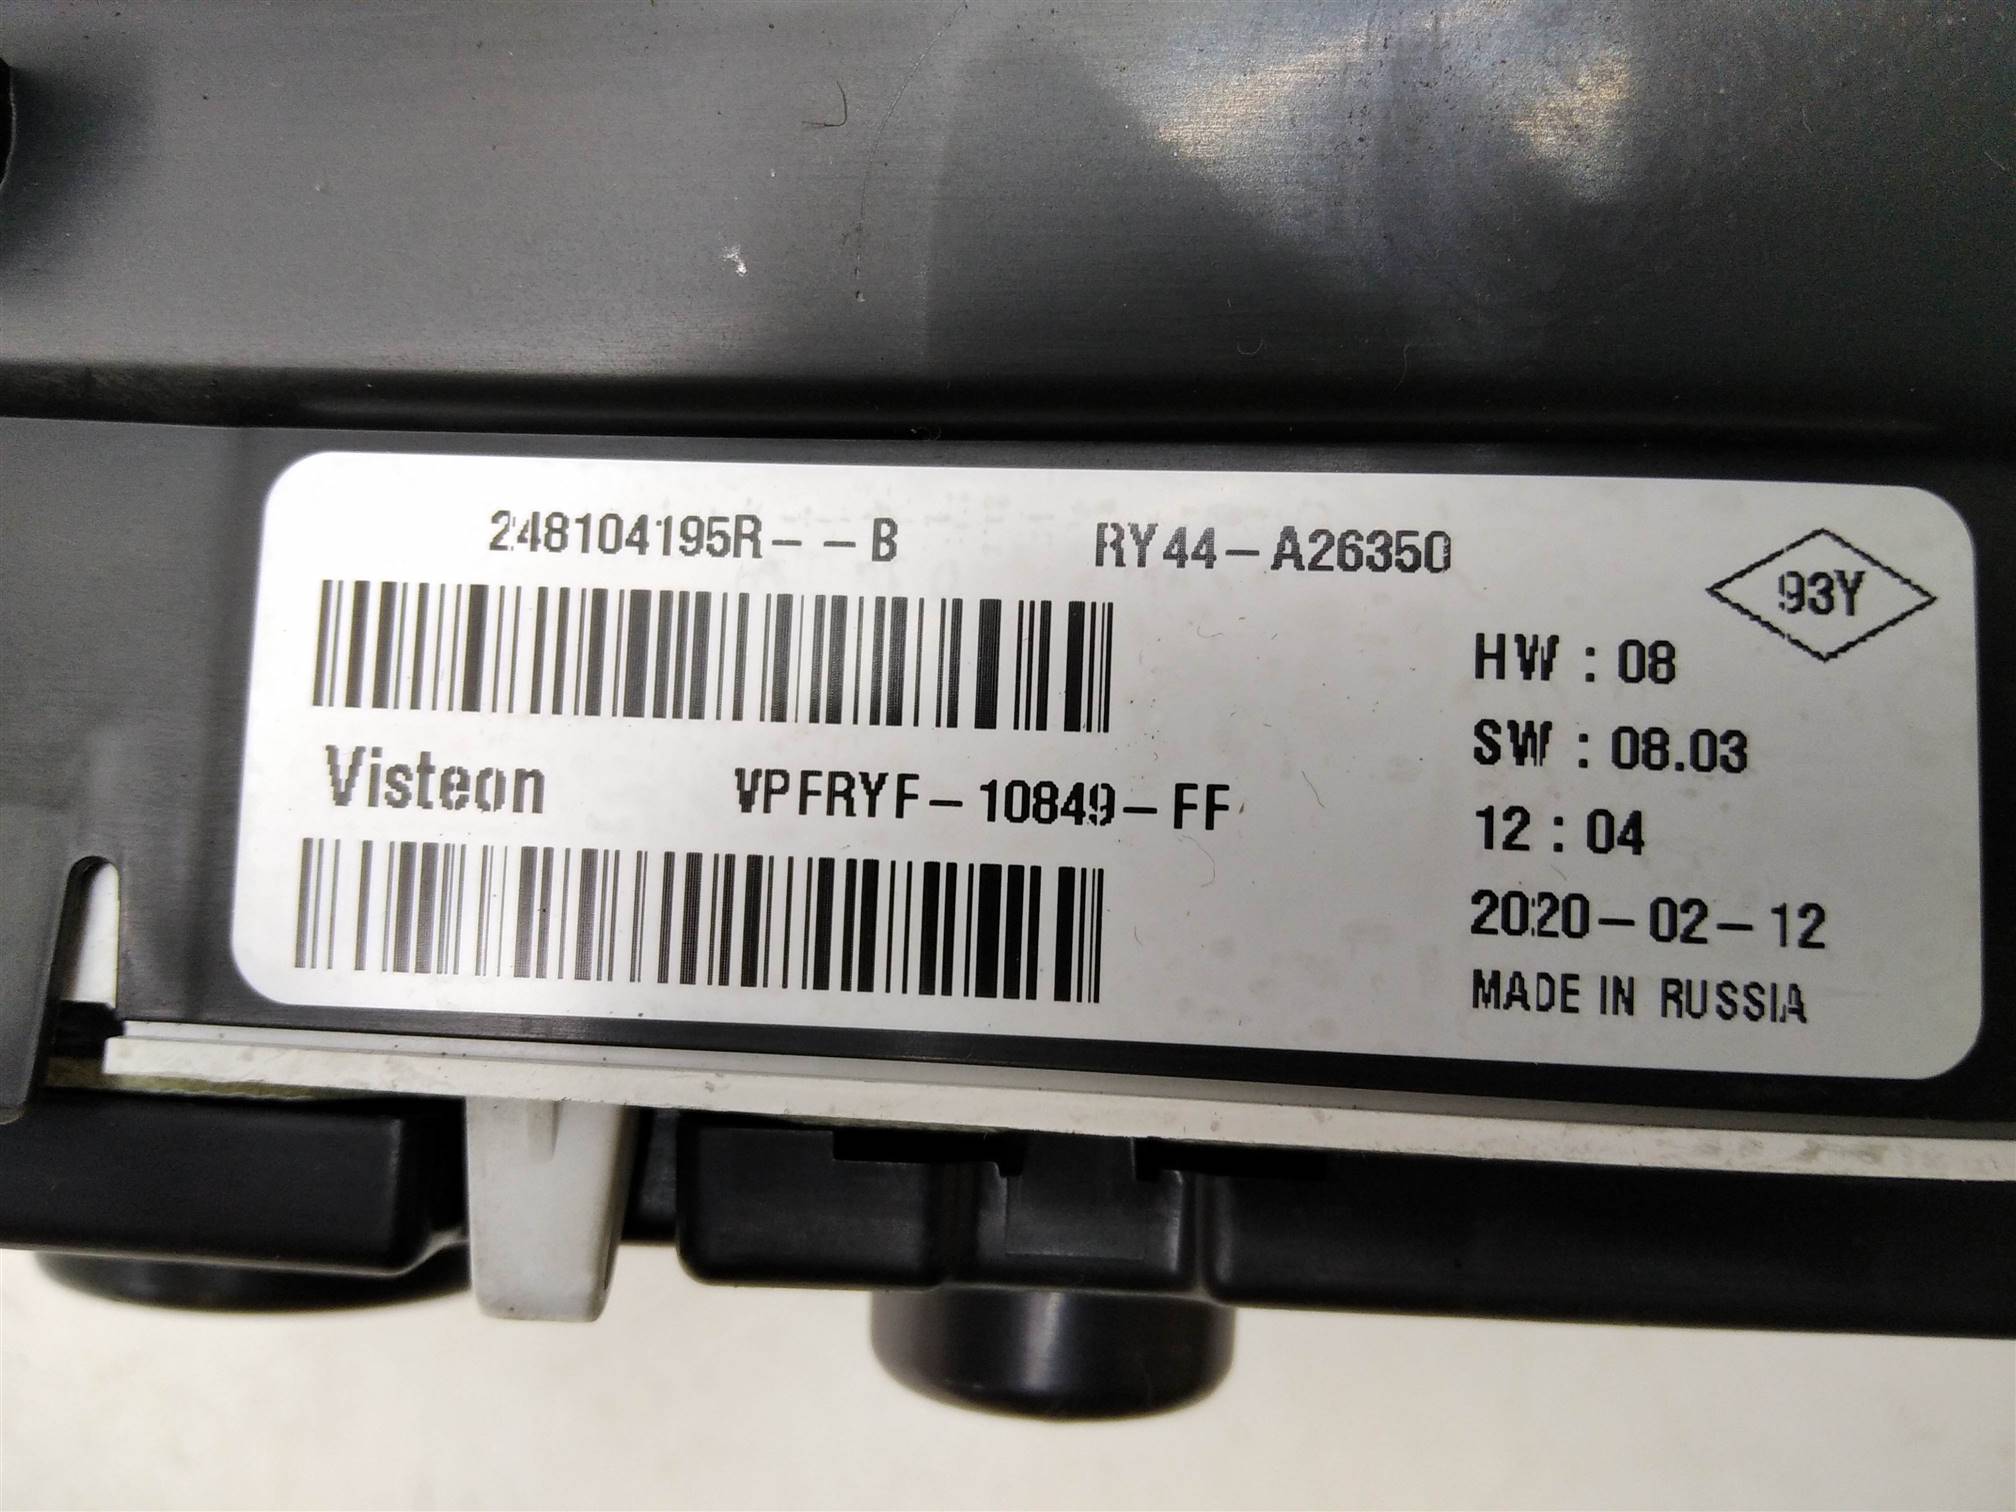 248104195R- -B RY44-A26350
93Y
HW : 08
SW : 08.03
Visteon VPFRYF-10849-FF
12 : 04
2020-02-12
MADE IN RUSSIA